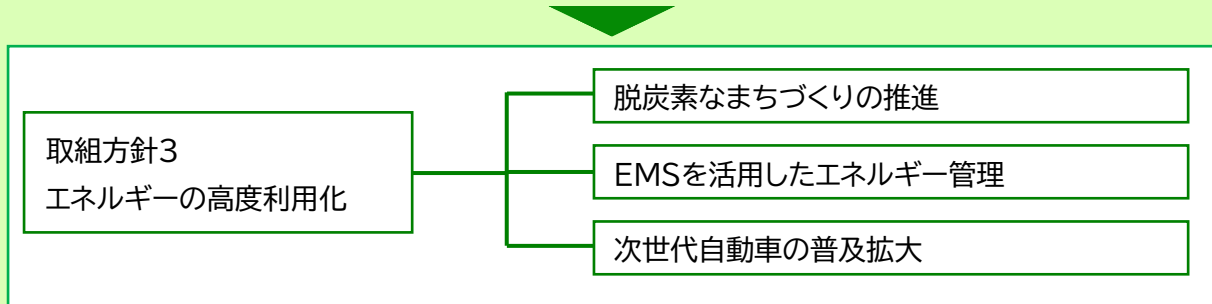 取組方針3
エネルギーの高度利用化
脱炭素なまちづくりの推進
EMSを活用したエネルギー管理
次世代自動車の普及拡大